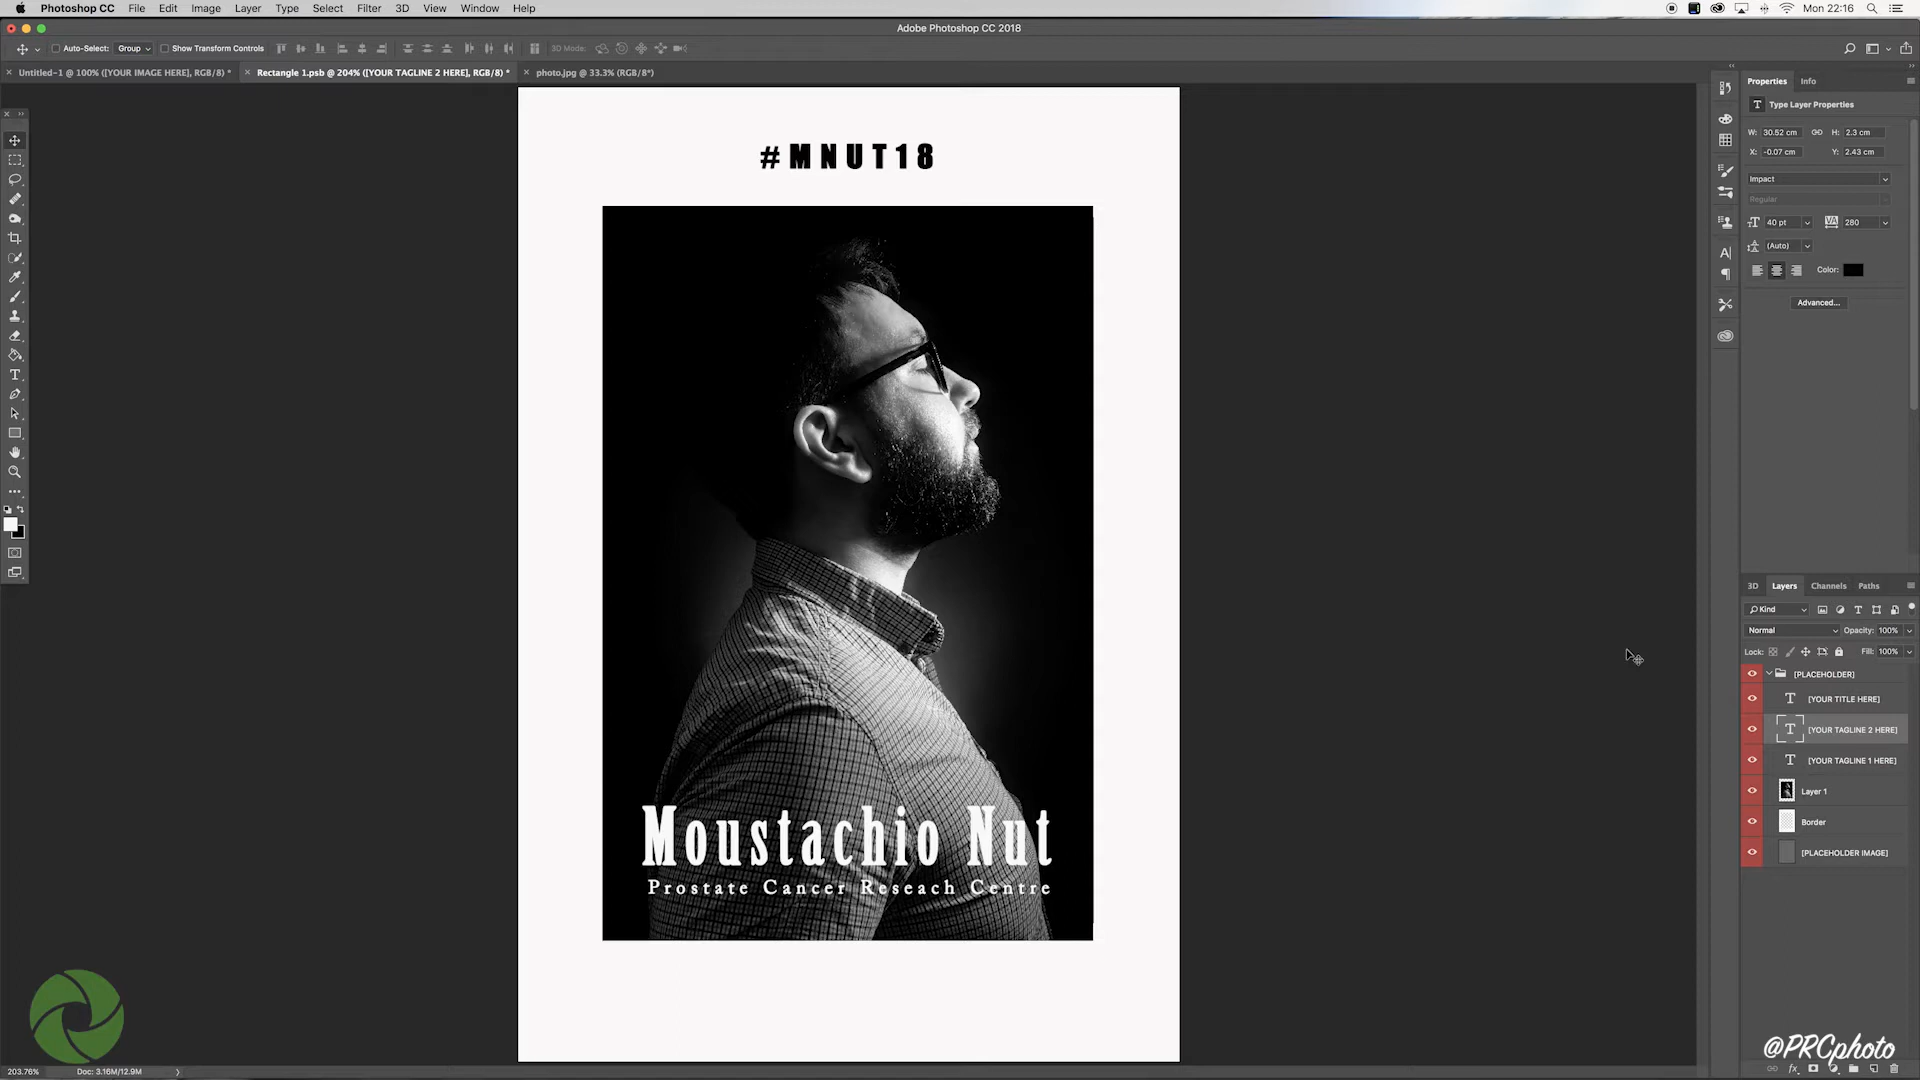 Photoshop CC File Edit Image Layer Type Select Filter 3D View Window Help Mon 22:16
Adobe Photoshop CC 2018
Auto-Select: Group Show Transform Controls 3D Mode:
Untitled-1 @ 100% ([YOUR IMAGE HERE], RGB/8) *
Rectangle 1.psb @ 204% ([YOUR TAGLINE 2 HERE], RGB/8) *
photo.jpg @ 33.3% (RGB/8*)
#MNUT18
Moustachio Nut
Prostate Cancer Reseach Centre
Properties Info
Type Layer Properties
W: 30.52 cm H: 2.3 cm
X: -0.07 cm Y: 2.43 cm
Impact
Regular
40 pt VA 280
(Auto)
Color:
Advanced...
3D Layers Channels Paths
Kind
Normal Opacity: 100%
Lock: Fill: 100%
[PLACEHOLDER]
[YOUR TITLE HERE]
[YOUR TAGLINE 2 HERE]
[YOUR TAGLINE 1 HERE]
Layer 1
Border
[PLACEHOLDER IMAGE]
@PRCphoto
203.76% Doc: 3.16M/12.9M